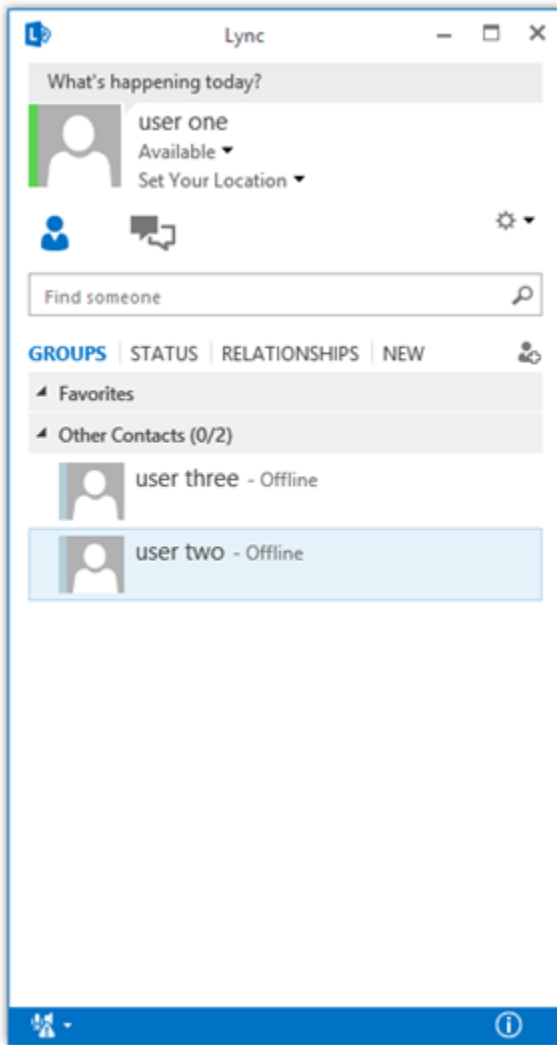 Lync
What's happening today?
user one
Available
Set Your Location
Find someone
GROUPS STATUS RELATIONSHIPS NEW
Favorites
Other Contacts (0/2)
user three - Offline
user two - Offline